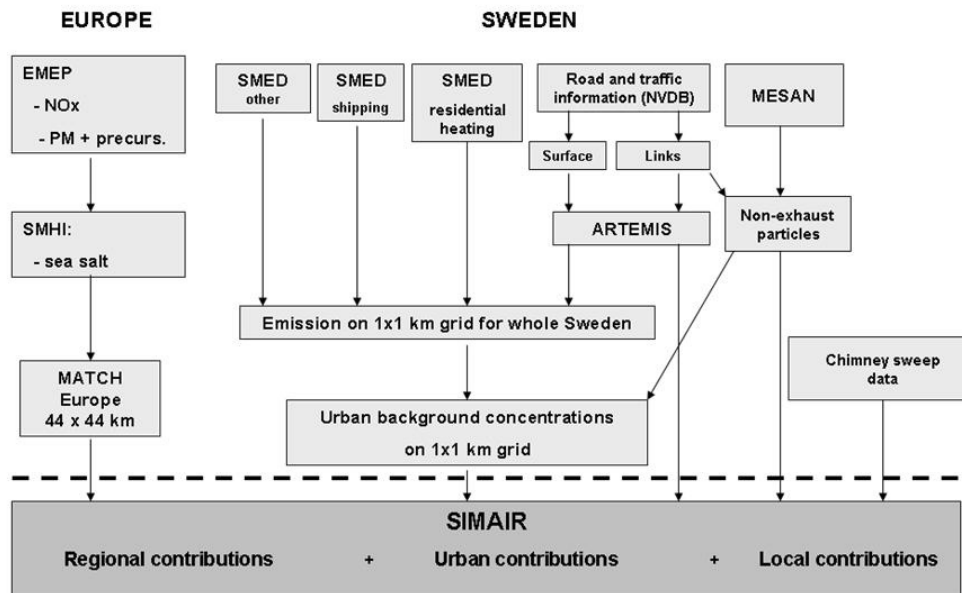 EUROPE
SWEDEN
EMEP
- NOx
- PM + precurs.
SMHI:
- sea salt
MATCH
Europe
44 x 44 km
SMED
other
SMED
shipping
SMED
residential
heating
Road and traffic
information (NVDB)
MESAN
Surface
Links
ARTEMIS
Non-exhaust
particles
Emission on 1x1 km grid for whole Sweden
Chimney sweep
data
Urban background concentrations
on 1x1 km grid
SIMAIR
Regional contributions + Urban contributions + Local contributions